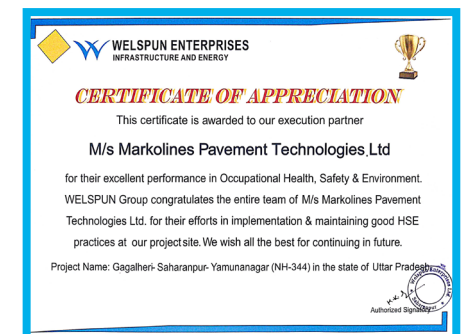 WELSPUN ENTERPRISES
INFRASTRUCTURE AND ENERGY
CERTIFICATE OF APPRECIATION
This certificate is awarded to our execution partner
M/s Markolines Pavement Technologies Ltd
for their excellent performance in Occupational Health, Safety & Environment.
WELSPUN Group congratulates the entire team of M/s Markolines Pavement
Technologies Ltd. for their efforts in implementation & maintaining good HSE
practices at our project site. We wish all the best for continuing in future.
Project Name: Gagalheri- Saharanpur- Yamunanagar (NH-344) in the state of Uttar Pradesh
Authorized Signatory